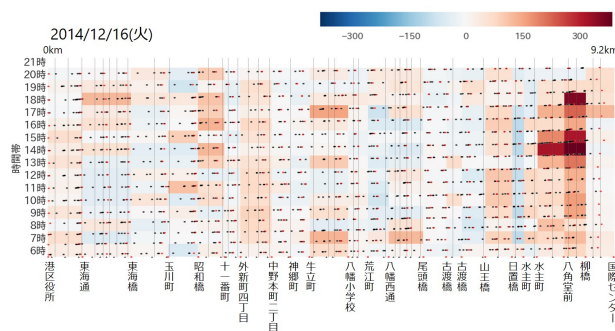 −300 −150 0 150 300
2014/12/16(火)
0km 9.2km
21時
20時
19時
18時
17時
16時
15時
14時
13時
12時
11時
10時
9時
8時
7時
6時
時間帯
港区役所
東海通
東海橋
玉川町
昭和橋
十一番町
外新町四丁目
中野本町二丁目
神郷町
牛立町
八幡小学校
荒江町
八幡西通
尾頭橋
古渡橋
古渡橋
山王橋
日置橋
水主町
水主町
八角堂前
柳橋
国際センター